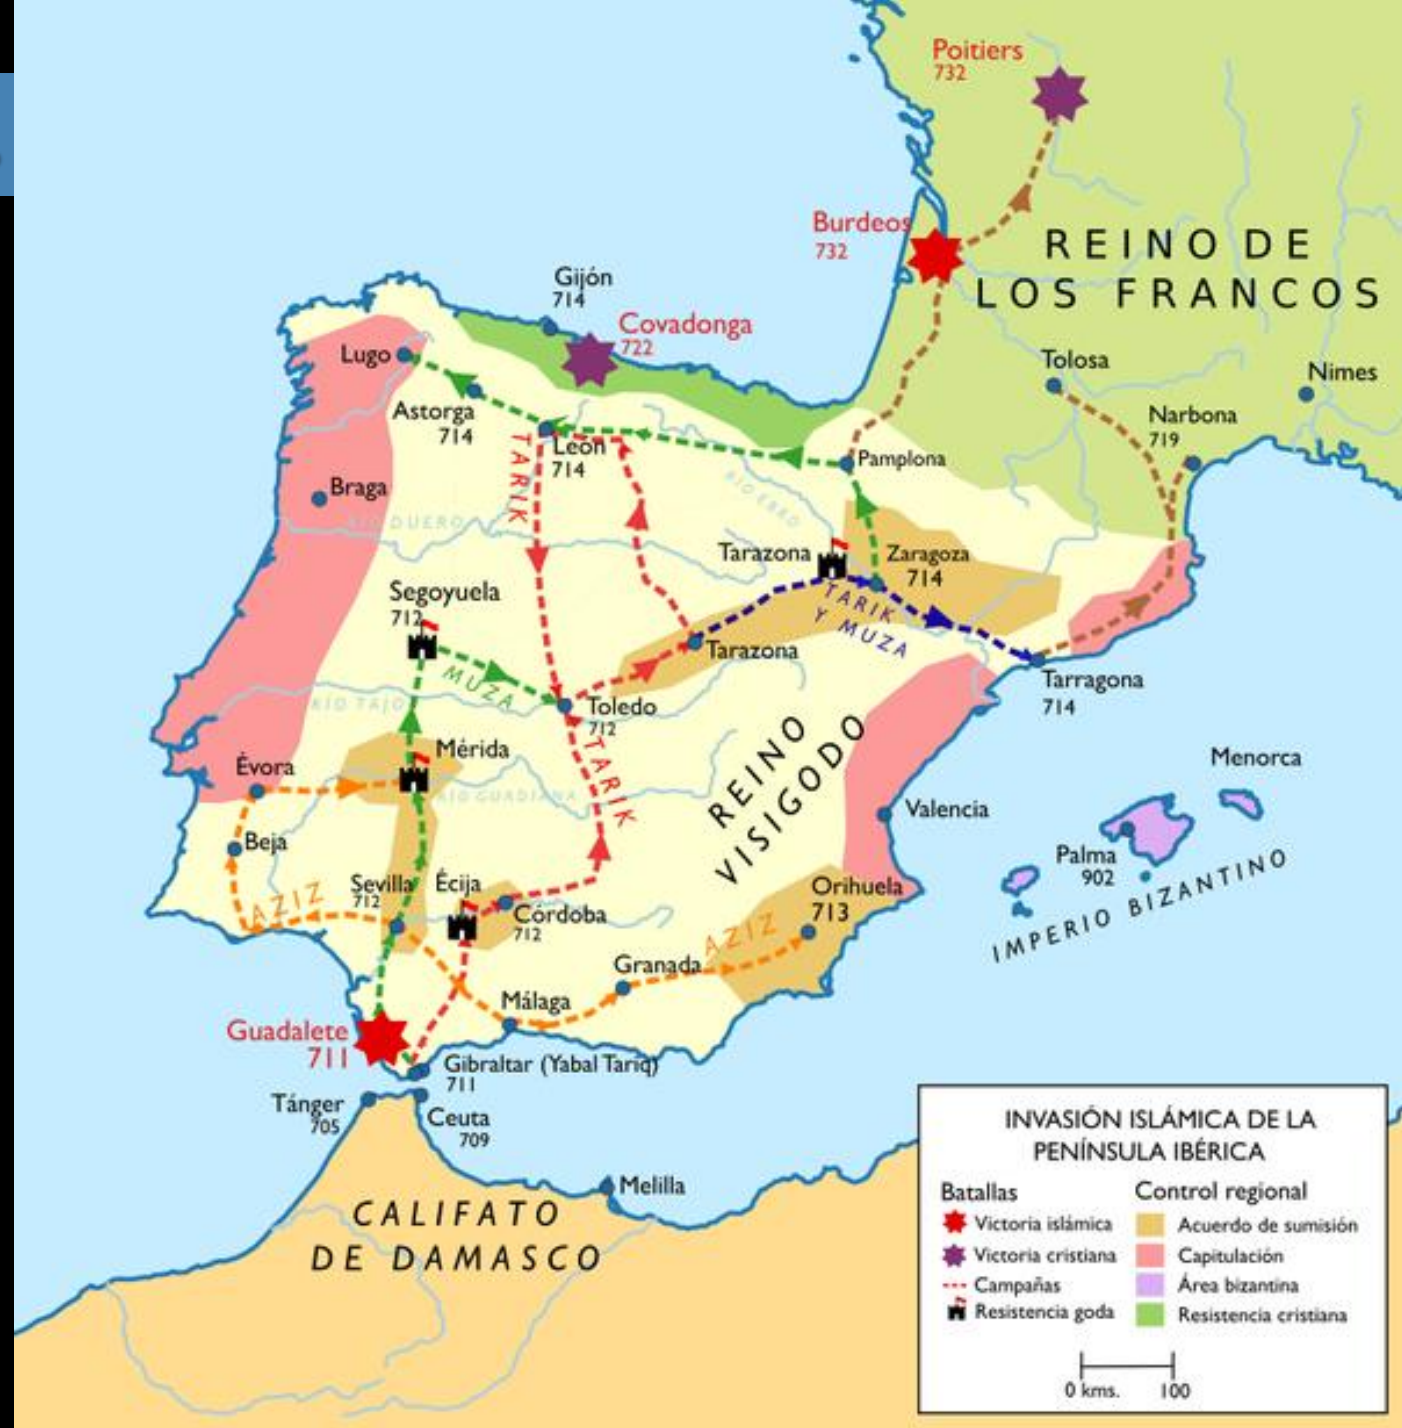 Poitiers
732
Burdeos
732
REINO DE
LOS FRANCOS
Gijón
714
Covadonga
722
Lugo
Tolosa
Nimes
Astorga
714
León
714
Narbona
719
TARIK
Pamplona
Braga
RÍO EBRO
RÍO DUERO
Tarazona
Zaragoza
714
TARIK
Y MUZA
Segoyuela
712
MUZA
Tarazona
Tarragona
714
RÍO TAJO
Toledo
712
TARIK
REINO
VISIGODO
Mérida
Évora
RÍO GUADIANA
Menorca
Valencia
Beja
Palma
902
IMPERIO BIZANTINO
Sevilla
712
Écija
Córdoba
712
Orihuela
713
AZIZ
AZIZ
Granada
Málaga
Guadalete
711
Gibraltar (Yabal Tariq)
711
Tánger
705
Ceuta
709
Melilla
CALIFATO
DE DAMASCO
INVASIÓN ISLÁMICA DE LA
PENÍNSULA IBÉRICA
Batallas
Victoria islámica
Victoria cristiana
Campañas
Resistencia goda
Control regional
Acuerdo de sumisión
Capitulación
Área bizantina
Resistencia cristiana
0 kms. 100